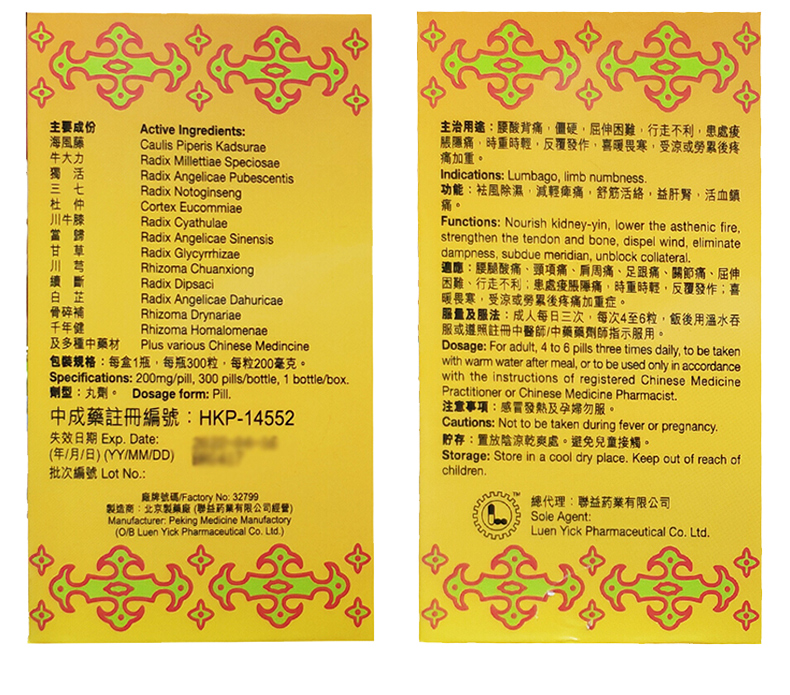 主要成份 Active Ingredients:
海風藤 Caulis Piperis Kadsurae
牛大力 Radix Millettiae Speciosae
獨活 Radix Angelicae Pubescentis
三七 Radix Notoginseng
杜仲 Cortex Eucommiae
川牛膝 Radix Cyathulae
當歸 Radix Angelicae Sinensis
甘草 Radix Glycyrrhizae
川芎 Rhizoma Chuanxiong
續斷 Radix Dipsaci
白芷 Radix Angelicae Dahuricae
骨碎補 Rhizoma Drynariae
千年健 Rhizoma Homalomenae
及多種中藥材 Plus various Chinese Medincine
包裝規格：每盒1瓶，每瓶300粒，每粒200毫克。
Specifications: 200mg/pill, 300 pills/bottle, 1 bottle/box.
劑型：丸劑。 Dosage form: Pill.
中成藥註冊編號：HKP-14552
失效日期 Exp. Date:
(年/月/日) (YY/MM/DD)
批次編號 Lot No.:
廠牌號碼/Factory No: 32799
製造商：北京製藥廠 (聯益药業有限公司經營)
Manufacturer: Peking Medicine Manufactory
(O/B Luen Yick Pharmaceutical Co. Ltd.)
主治用途：腰酸背痛，僵硬，屈伸困難，行走不利，患處痠
脹隱痛，時重時輕，反覆發作，喜暖畏寒，受涼或勞累後疼
痛加重。
Indications: Lumbago, limb numbness.
功能：袪風除濕，減輕痺痛，舒筋活絡，益肝腎，活血鎮
痛。
Functions: Nourish kidney-yin, lower the asthenic fire,
strengthen the tendon and bone, dispel wind, eliminate
dampness, subdue meridian, unblock collateral.
適應：腰腿酸痛、頸項痛、肩周痛、足跟痛、關節痛、屈伸
困難、行走不利；患處痠脹隱痛，時重時輕，反覆發作；喜
暖畏寒，受涼或勞累後疼痛加重症。
服量及服法：成人每日三次，每次4至6粒，飯後用溫水吞
服或遵照註冊中醫師/中藥藥劑師指示服用。
Dosage: For adult, 4 to 6 pills three times daily, to be taken
with warm water after meal, or to be used only in accordance
with the instructions of registered Chinese Medicine
Practitioner or Chinese Medicine Pharmacist.
注意事項：感冒發熱及孕婦勿服。
Cautions: Not to be taken during fever or pregnancy.
貯存：置放陰涼乾爽處。避免兒童接觸。
Storage: Store in a cool dry place. Keep out of reach of
children.
總代理：聯益药業有限公司
Sole Agent:
Luen Yick Pharmaceutical Co. Ltd.